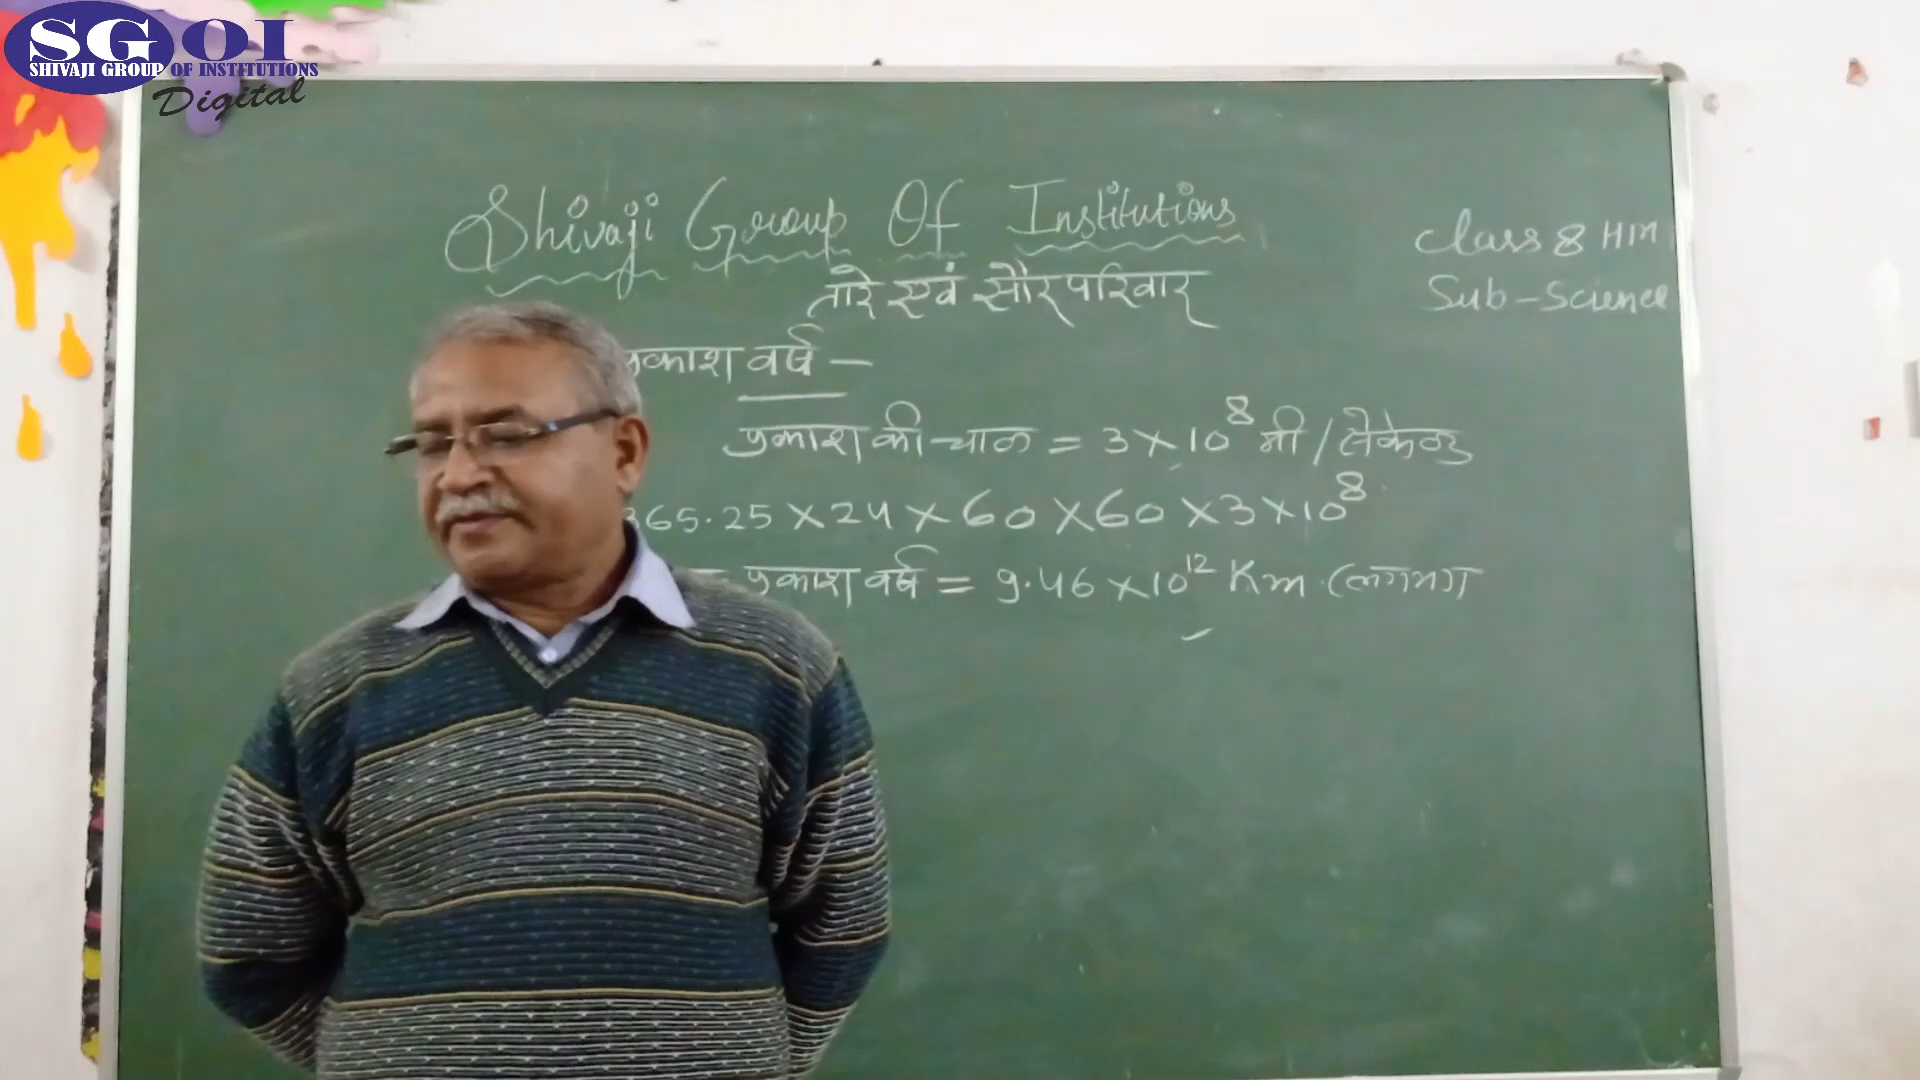 SGOI
SHIVAJI GROUP OF INSTITUTIONS
Digital
Shivaji Group Of Institutions
Class 8 HM
Sub-Science
तारे एवं सौर परिवार
प्रकाश वर्ष —
प्रकाश की चाल = 3×10⁸ मी/सेकेण्ड
365.25×24×60×60×3×10⁸
प्रकाश वर्ष = 9.46×10¹² Km (लगभग